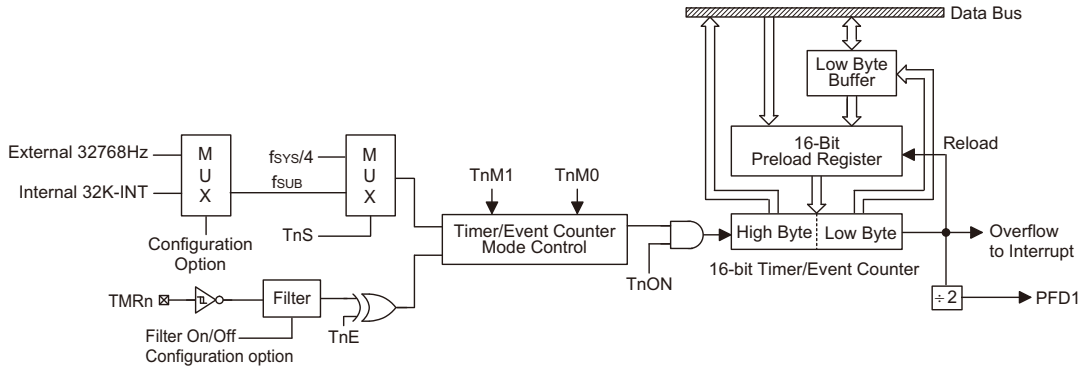 Data Bus
Low Byte
Buffer
16-Bit
Preload Register
Reload
External 32768Hz
Internal 32K-INT
M
U
X
Configuration
Option
fSYS/4
fSUB
M
U
X
TnS
TnM1
TnM0
Timer/Event Counter
Mode Control
TnON
High Byte
Low Byte
16-bit Timer/Event Counter
Overflow
to Interrupt
÷ 2
PFD1
TMRn
Filter
TnE
Filter On/Off
Configuration option